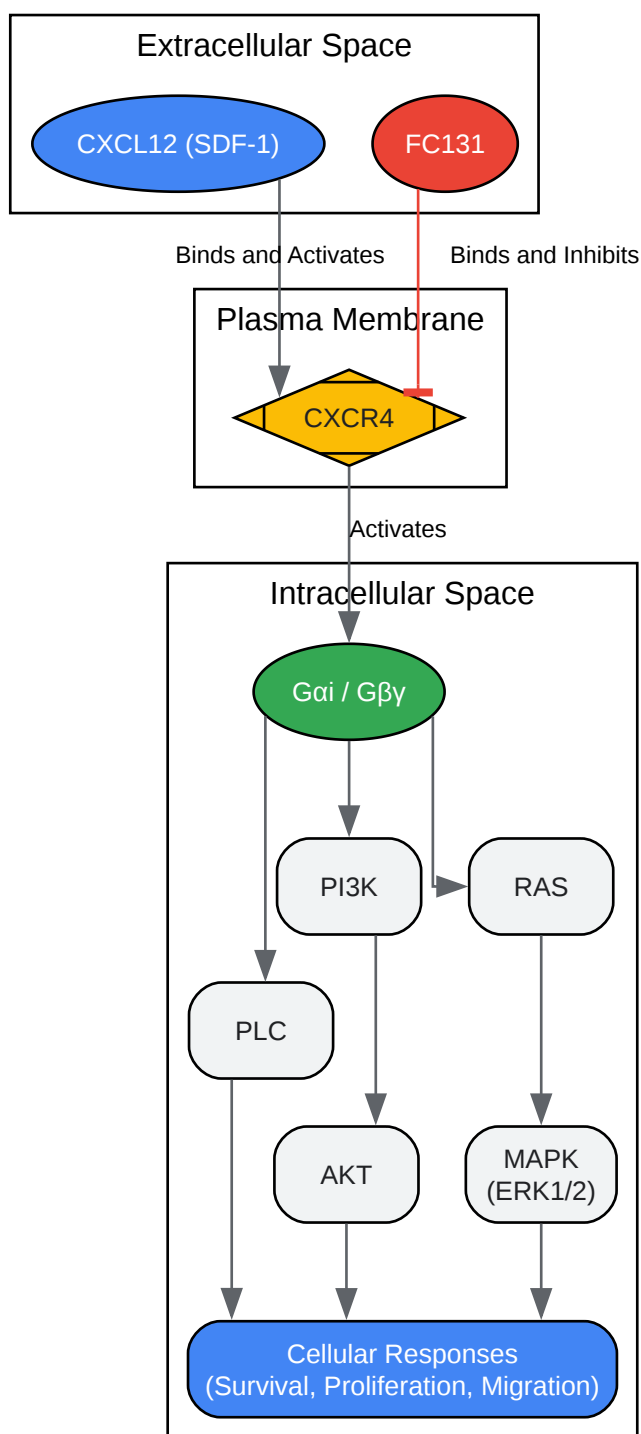 Extracellular Space
CXCL12 (SDF-1)
FC131
Binds and Activates
Binds and Inhibits
Plasma Membrane
CXCR4
Activates
Intracellular Space
Gαi / Gβγ
PI3K
RAS
PLC
AKT
MAPK
(ERK1/2)
Cellular Responses
(Survival, Proliferation, Migration)